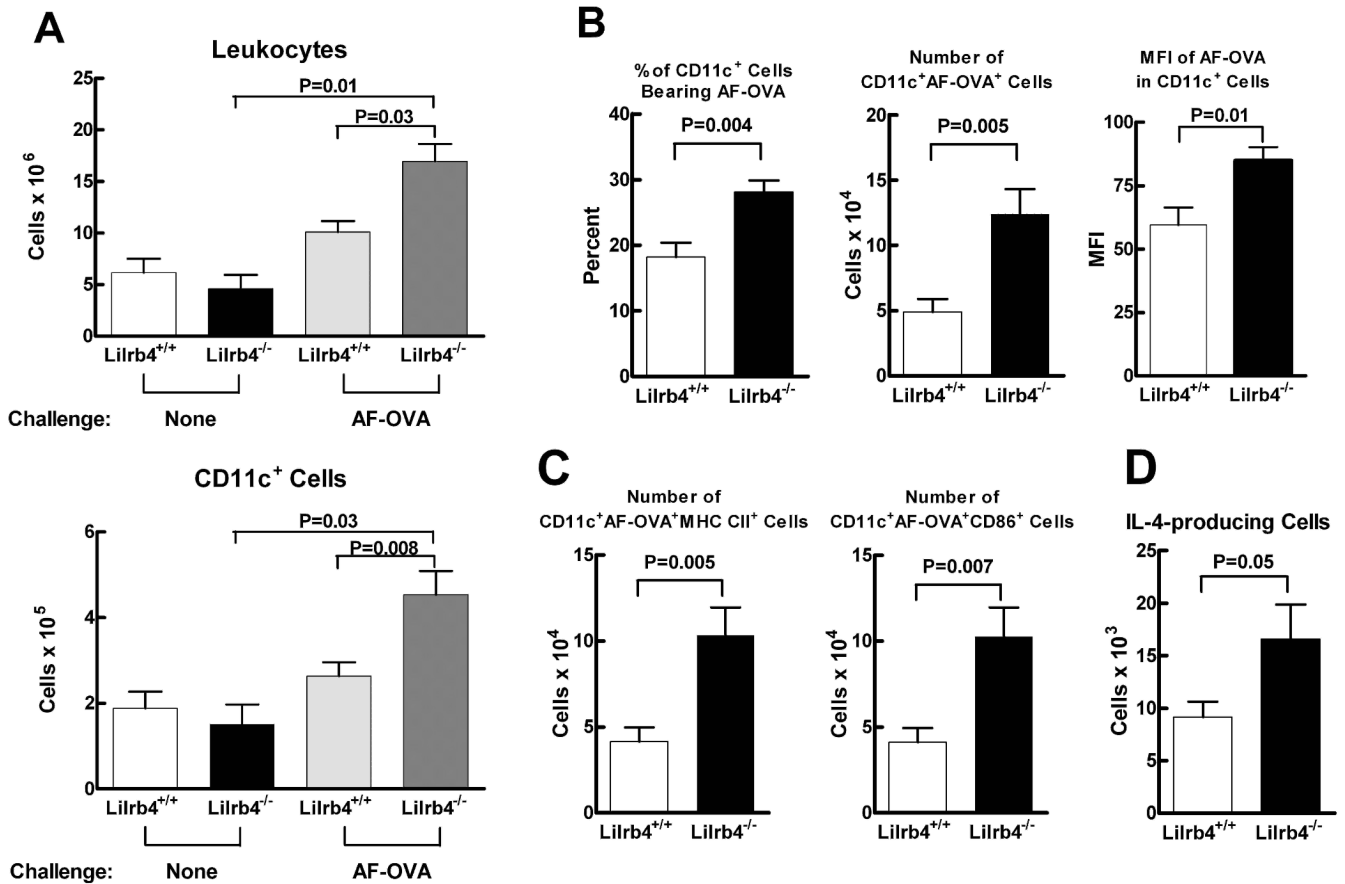 A
Leukocytes
P=0.01
P=0.03
Cells x 10⁶
20
15
10
5
0
Lilrb4+/+ Lilrb4-/- Lilrb4+/+ Lilrb4-/-
Challenge: None AF-OVA
CD11c+ Cells
P=0.03
P=0.008
Cells x 10⁵
6
4
2
0
Lilrb4+/+ Lilrb4-/- Lilrb4+/+ Lilrb4-/-
Challenge: None AF-OVA
B
% of CD11c+ Cells
Bearing AF-OVA
P=0.004
Percent
40
30
18
20
10
0
Lilrb4+/+ Lilrb4-/-
Number of
CD11c+AF-OVA+ Cells
P=0.005
Cells x 10⁴
20
15
10
5
0
Lilrb4+/+ Lilrb4-/-
MFI of AF-OVA
in CD11c+ Cells
P=0.01
MFI
100
75
50
25
0
Lilrb4+/+ Lilrb4-/-
C
Number of
CD11c+AF-OVA+MHC CII+ Cells
P=0.005
Cells x 10⁴
15
10
5
0
Lilrb4+/+ Lilrb4-/-
Number of
CD11c+AF-OVA+CD86+ Cells
P=0.007
Cells x 10⁴
15
10
5
0
Lilrb4+/+ Lilrb4-/-
D
IL-4-producing Cells
P=0.05
Cells x 10³
25
20
15
10
5
0
Lilrb4+/+ Lilrb4-/-